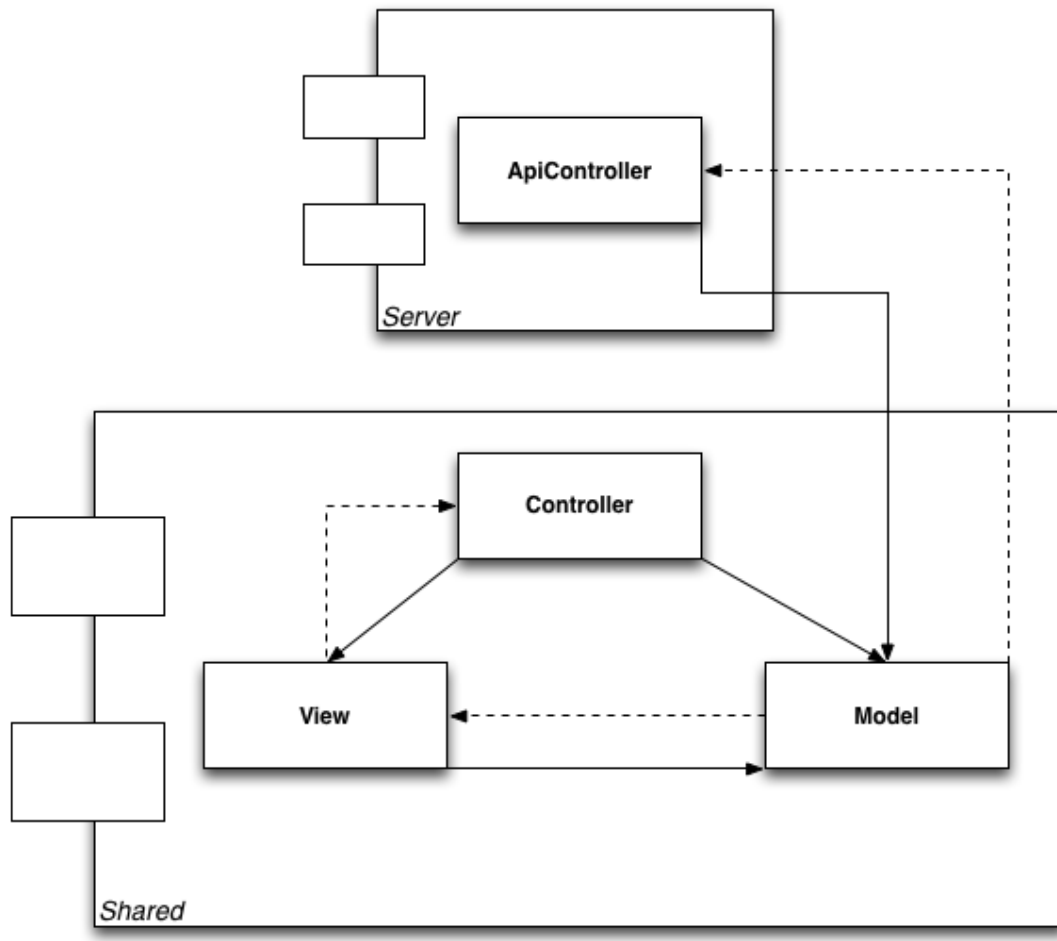 ApiController
Server
Controller
View
Model
Shared